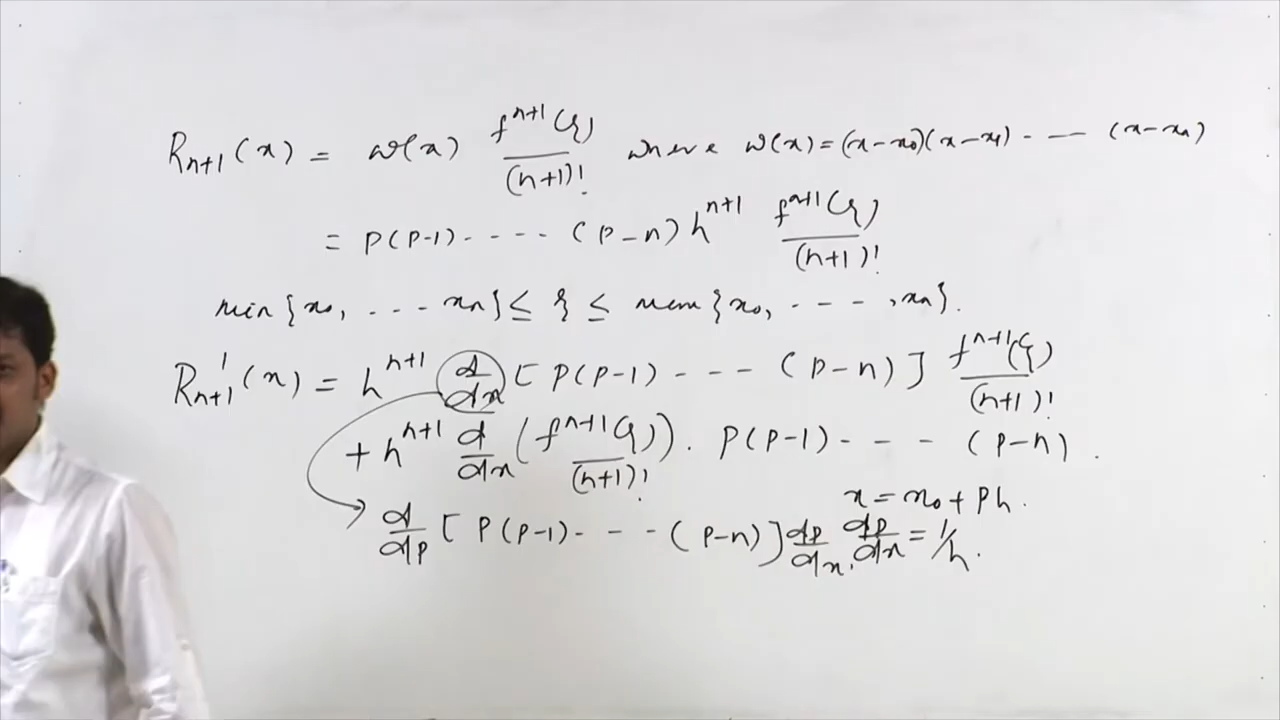 Rn+1(x) = w(x) f^{n+1}(ξ)/(n+1)! where w(x)=(x-x₀)(x-x₁)- -- (x-xₙ)
= P(P-1)- - - - (P-n)h^{n+1} f^{n+1}(ξ)/(n+1)!
min{x₀, - - - xₙ}≤ ξ ≤ max{x₀, - - - , xₙ}.
R'n+1(x) = h^{n+1} d/dx [P(P-1)- - - - (P-n)] f^{n+1}(ξ)/(n+1)!
+ h^{n+1} d/dx (f^{n+1}(ξ)/(n+1)!). P(P-1)- - - (P-n).
x = x₀ + Ph.
d/dp [P(P-1)- - - -(P-n)] dp/dx. dp/dx = 1/h.